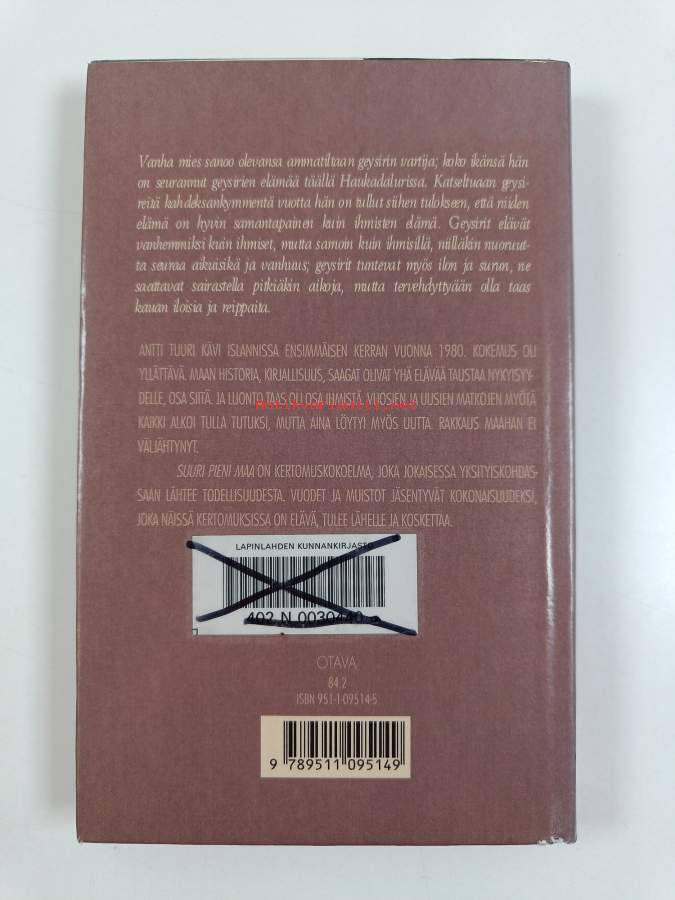 Vanha mies sanoo olevansa ammatiltaan geysirin vartija; koko ikänsä hän
on seurannut geysirien elämää täällä Haukadalurissa. Katseltuaan geysi-
reitä kahdeksankymmentä vuotta hän on tullut siihen tulokseen, että niiden
elämä on hyvin samantapainen kuin ihmisten elämä. Geysirit elävät
vanhemmiksi kuin ihmiset, mutta samoin kuin ihmisillä, niilläkin nuoruut-
ta seuraa aikuisikä ja vanhuus; geysirit tuntevat myös ilon ja surun, ne
saattavat sairastella pitkiäkin aikoja, mutta tervehdyttyään olla taas
kauan iloisia ja reippaita.
ANTTI TUURI KÄVI ISLANNISSA ENSIMMÄISEN KERRAN VUONNA 1980. KOKEMUS OLI
YLLÄTTÄVÄ. MAAN HISTORIA, KIRJALLISUUS, SAAGAT OLIVAT YHÄ ELÄVÄÄ TAUSTAA NYKYISYY-
DELLE, OSA SIITÄ. JA LUONTO TAAS OLI OSA IHMISTÄ. VUOSIEN JA UUSIEN MATKOJEN MYÖTÄ
KAIKKI ALKOI TULLA TUTUKSI, MUTTA AINA LÖYTYI MYÖS UUTTA. RAKKAUS MAAHAN EI
VÄLJÄHTYNYT.
SUURI PIENI MAA ON KERTOMUSKOKOELMA, JOKA JOKAISESSA YKSITYISKOHDAS-
SAAN LÄHTEE TODELLISUUDESTA. VUODET JA MUISTOT JÄSENTYVÄT KOKONAISUUDEKSI,
JOKA NÄISSÄ KERTOMUKSISSA ON ELÄVÄ, TULEE LÄHELLE JA KOSKETTAA.
LAPINLAHDEN KUNNANKIRJASTO
402 N 0030440
OTAVA
84.2
ISBN 951-1-09514-5
9 789511 095149